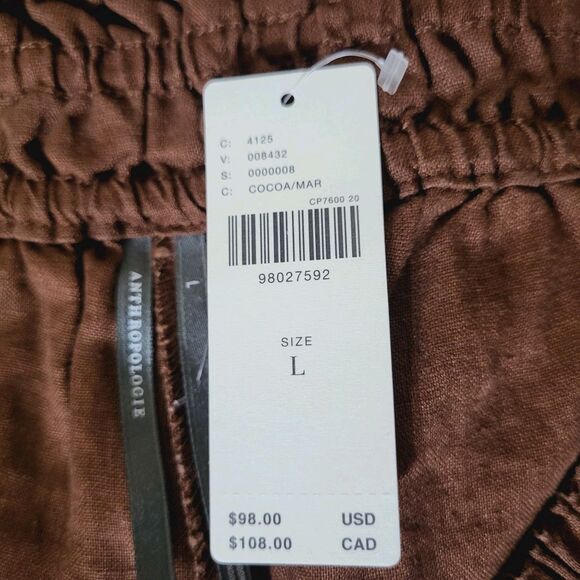 C: 4125
V: 008432
S: 0000008
C: COCOA/MAR
CP7600 20
98027592
SIZE
L
$98.00 USD
$108.00 CAD
ANTHROPOLOGIE
L